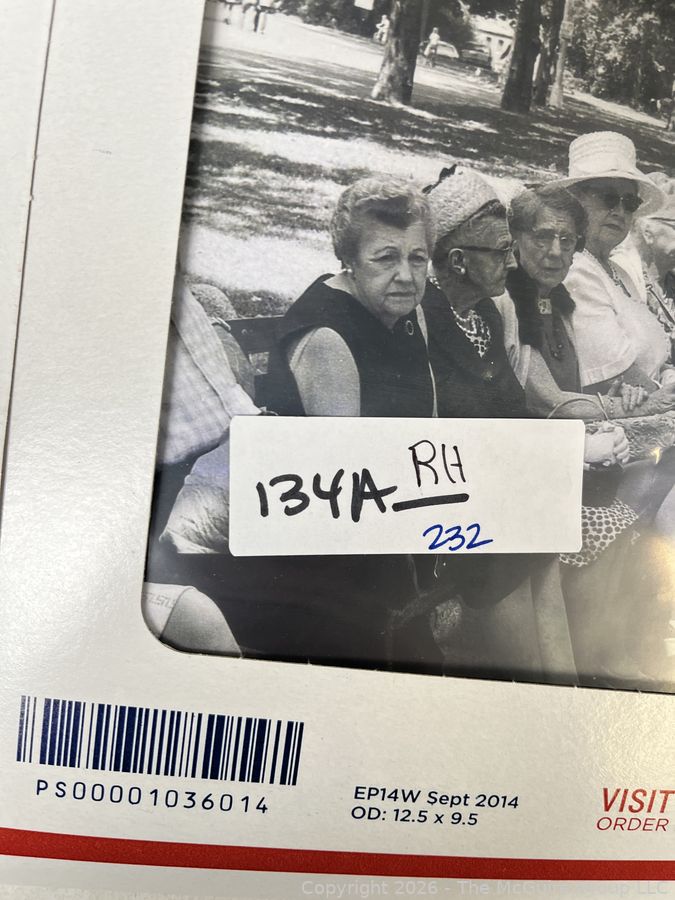 134A RH
232
PS00001036014
EP14W Sept 2014
OD: 12.5 x 9.5
VISIT
ORDER
Copyright 2026 - The McGuire Group LLC